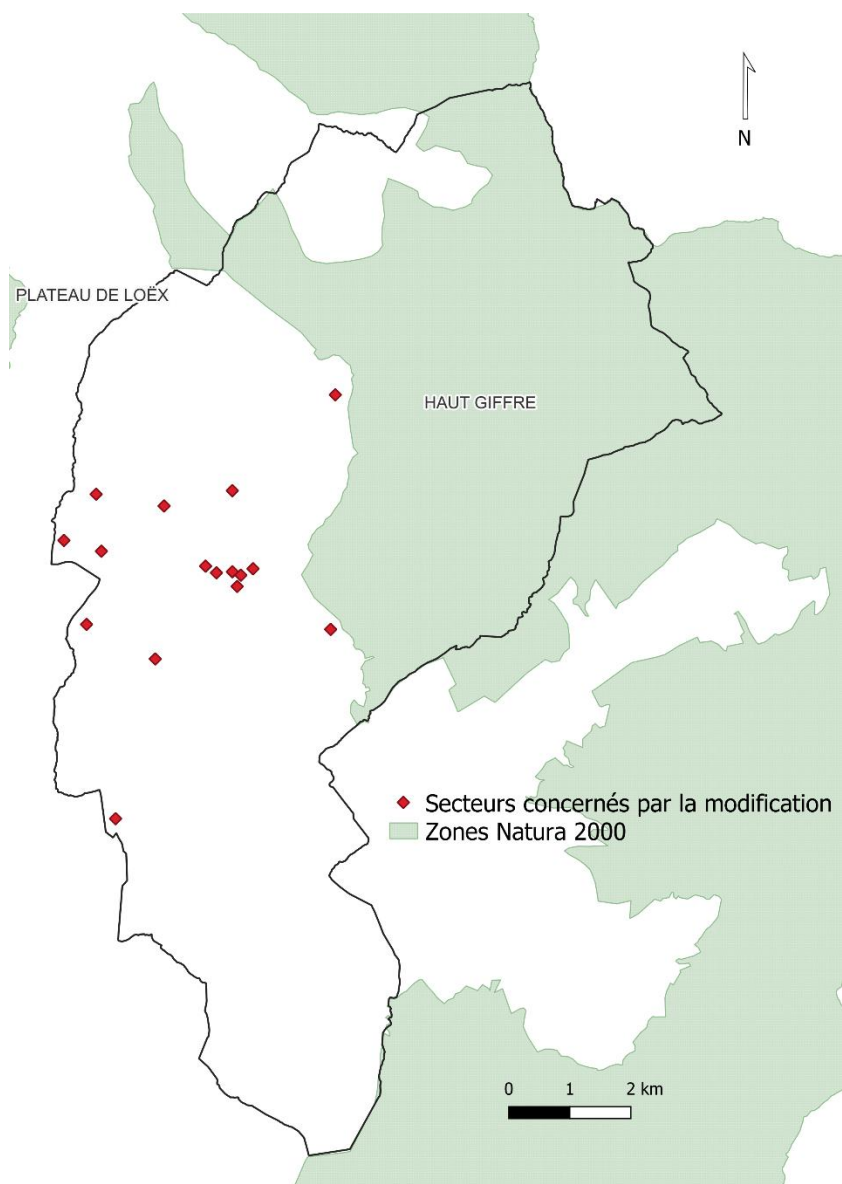 N
PLATEAU DE LOËX
HAUT GIFFRE
Secteurs concernés par la modification
Zones Natura 2000
0 1 2 km